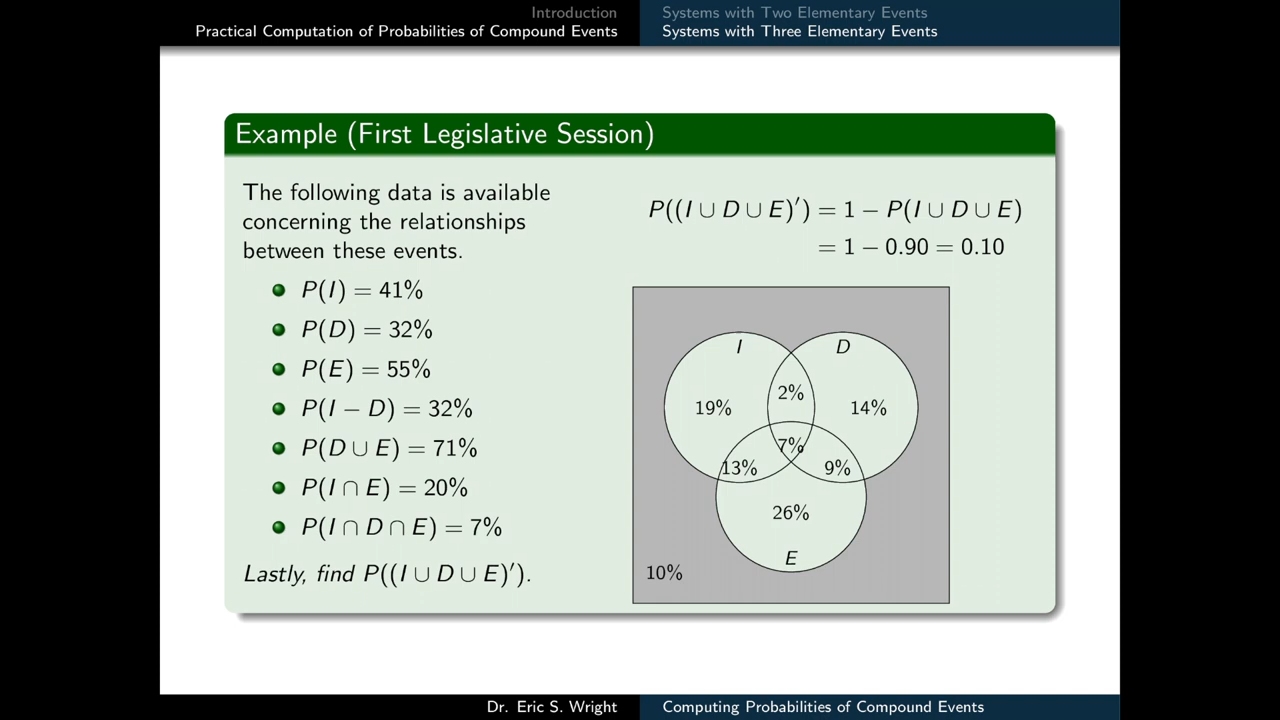 Introduction
Practical Computation of Probabilities of Compound Events
Systems with Two Elementary Events
Systems with Three Elementary Events
Example (First Legislative Session)
The following data is available
concerning the relationships
between these events.
P(I) = 41%
P(D) = 32%
P(E) = 55%
P(I − D) = 32%
P(D ∪ E) = 71%
P(I ∩ E) = 20%
P(I ∩ D ∩ E) = 7%
Lastly, find P((I ∪ D ∪ E)′).
P((I ∪ D ∪ E)′) = 1 − P(I ∪ D ∪ E)
= 1 − 0.90 = 0.10
I
D
2%
19%
14%
7%
13%
9%
26%
E
10%
Dr. Eric S. Wright
Computing Probabilities of Compound Events